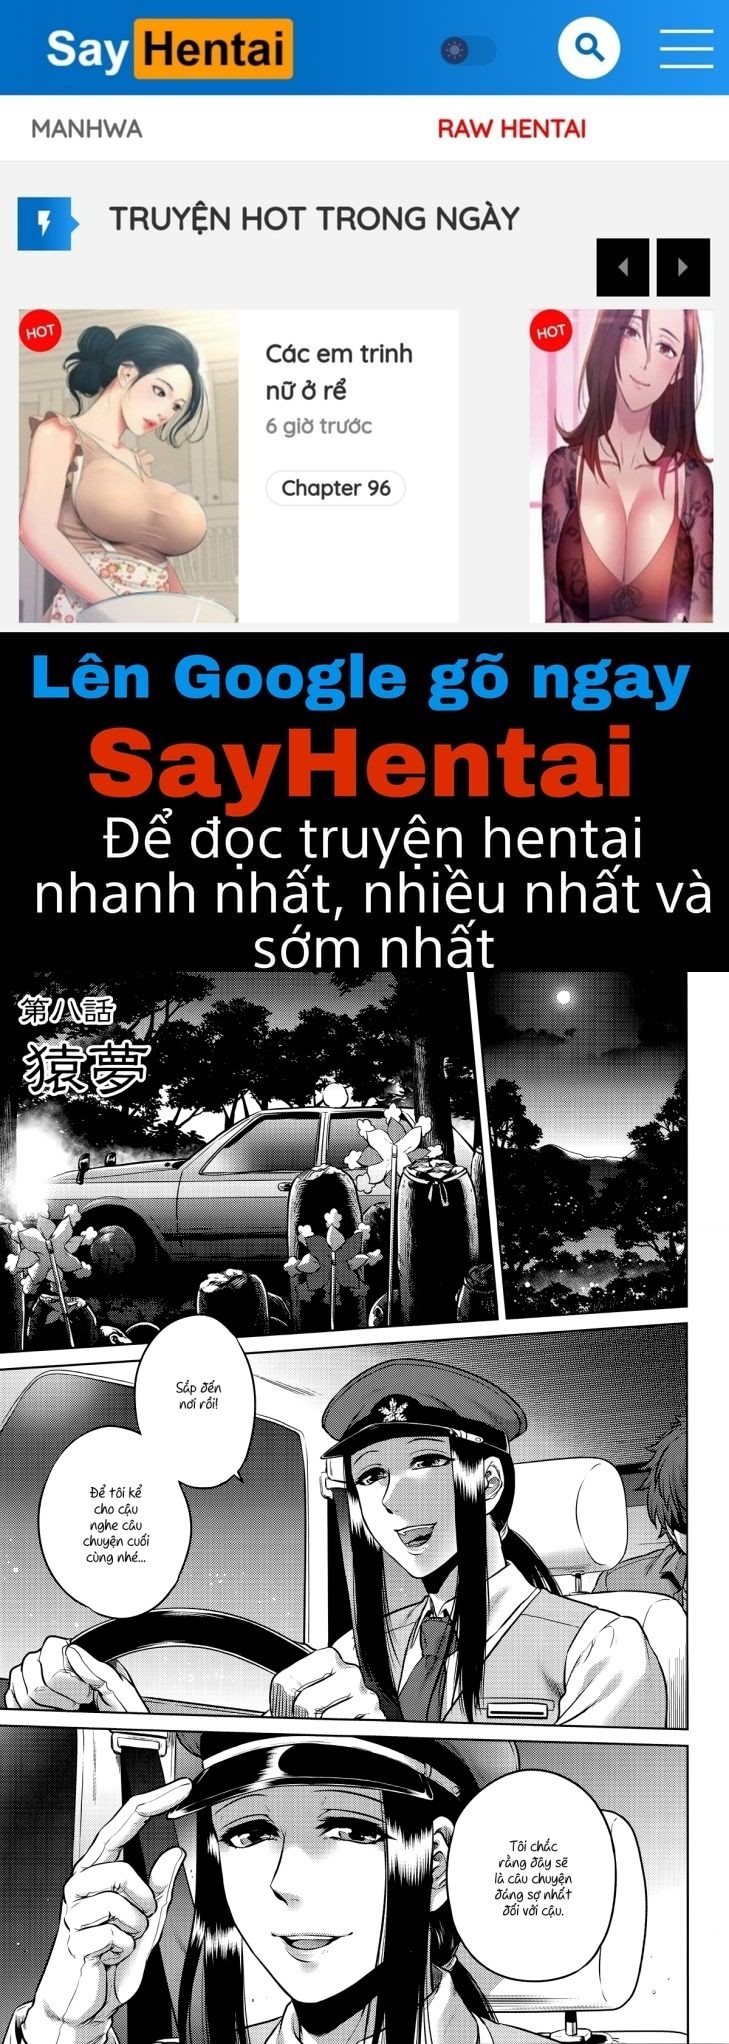 SayHentai
MANHWA
RAW HENTAI
TRUYỆN HOT TRONG NGÀY
HOT
Các em trinh
nữ ở rể
6 giờ trước
Chapter 96
HOT
Lên Google gõ ngay
SayHentai
Để đọc truyện hentai
nhanh nhất, nhiều nhất và
sớm nhất
第八話
猿夢
Sắp đến
nơi rồi!
Để tôi kể
cho cậu
nghe câu
chuyện cuối
cùng nhé...
Tôi chắc
rằng đây sẽ
là câu chuyện
đáng sợ nhất
đối với cậu.